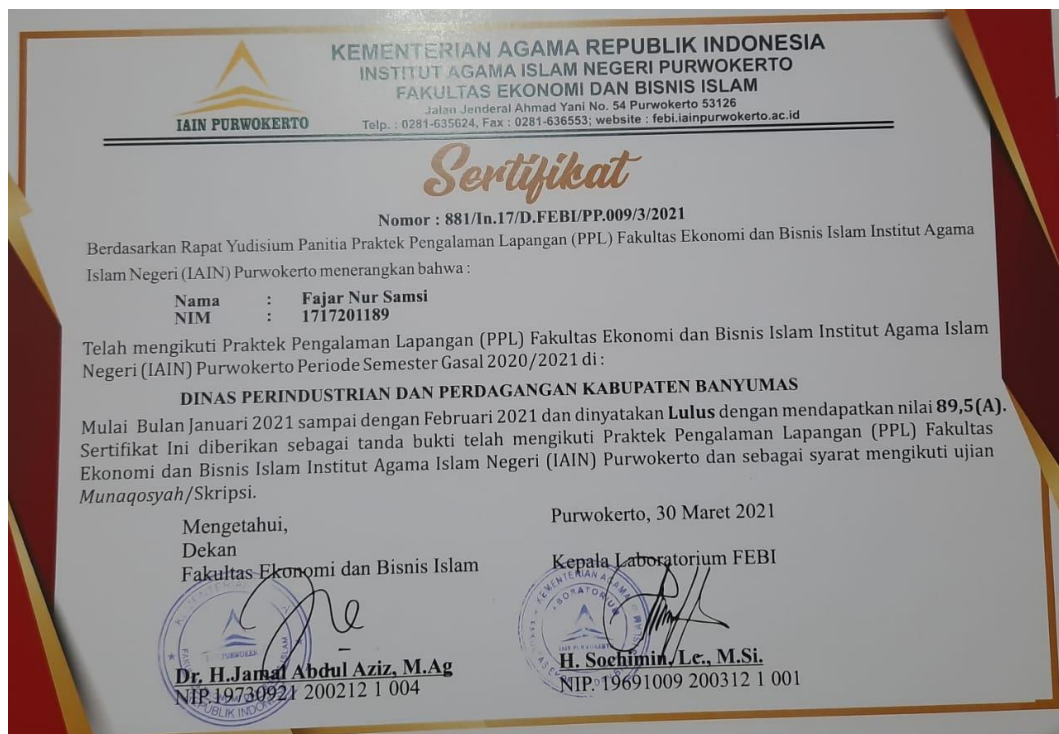 KEMENTERIAN AGAMA REPUBLIK INDONESIA
INSTITUT AGAMA ISLAM NEGERI PURWOKERTO
FAKULTAS EKONOMI DAN BISNIS ISLAM
Jalan Jenderal Ahmad Yani No. 54 Purwokerto 53126
Telp. : 0281-635624, Fax : 0281-636553; website : febi.iainpurwokerto.ac.id
IAIN PURWOKERTO
Sertifikat
Nomor : 881/In.17/D.FEBI/PP.009/3/2021
Berdasarkan Rapat Yudisium Panitia Praktek Pengalaman Lapangan (PPL) Fakultas Ekonomi dan Bisnis Islam Institut Agama
Islam Negeri (IAIN) Purwokerto menerangkan bahwa :
Nama : Fajar Nur Samsi
NIM : 1717201189
Telah mengikuti Praktek Pengalaman Lapangan (PPL) Fakultas Ekonomi dan Bisnis Islam Institut Agama Islam
Negeri (IAIN) Purwokerto Periode Semester Gasal 2020/2021 di :
DINAS PERINDUSTRIAN DAN PERDAGANGAN KABUPATEN BANYUMAS
Mulai Bulan Januari 2021 sampai dengan Februari 2021 dan dinyatakan Lulus dengan mendapatkan nilai 89,5(A).
Sertifikat Ini diberikan sebagai tanda bukti telah mengikuti Praktek Pengalaman Lapangan (PPL) Fakultas
Ekonomi dan Bisnis Islam Institut Agama Islam Negeri (IAIN) Purwokerto dan sebagai syarat mengikuti ujian
Munaqosyah/Skripsi.
Mengetahui,
Dekan
Fakultas Ekonomi dan Bisnis Islam
Dr. H.Jamal Abdul Aziz, M.Ag
NIP.19730921 200212 1 004
Purwokerto, 30 Maret 2021
Kepala Laboratorium FEBI
H. Sochimin, Lc., M.Si.
NIP. 19691009 200312 1 001